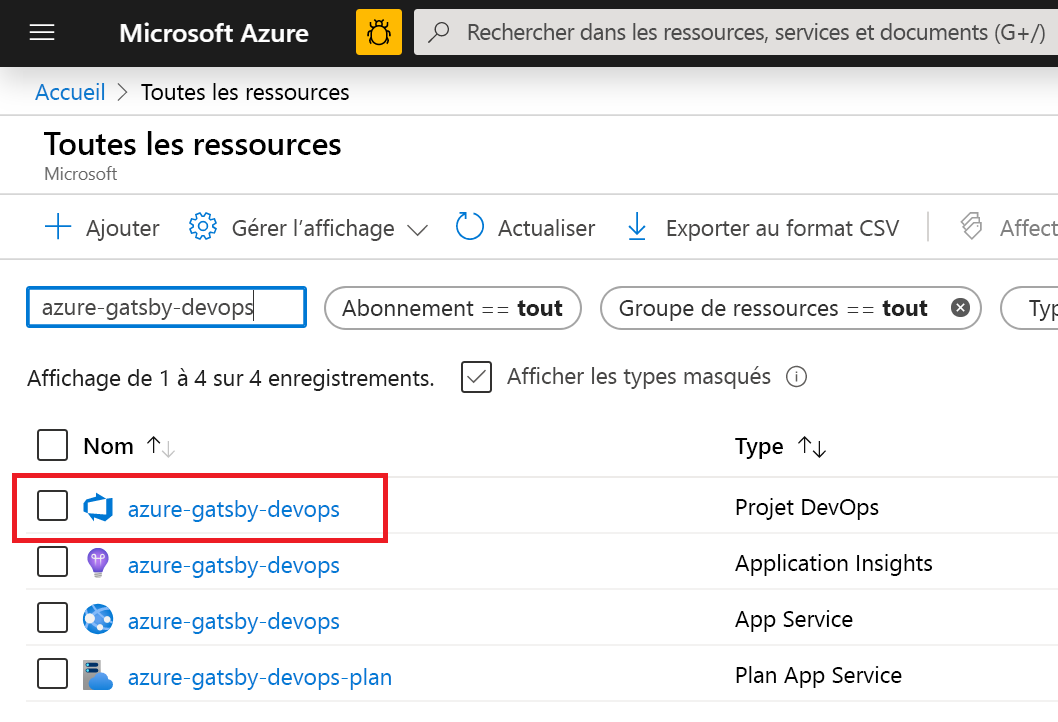 Microsoft Azure
Rechercher dans les ressources, services et documents (G+/)
Accueil > Toutes les ressources
Toutes les ressources
Microsoft
Ajouter Gérer l’affichage Actualiser Exporter au format CSV Affect
azure-gatsby-devops Abonnement == tout Groupe de ressources == tout Typ
Affichage de 1 à 4 sur 4 enregistrements. Afficher les types masqués
Nom Type
azure-gatsby-devops Projet DevOps
azure-gatsby-devops Application Insights
azure-gatsby-devops App Service
azure-gatsby-devops-plan Plan App Service